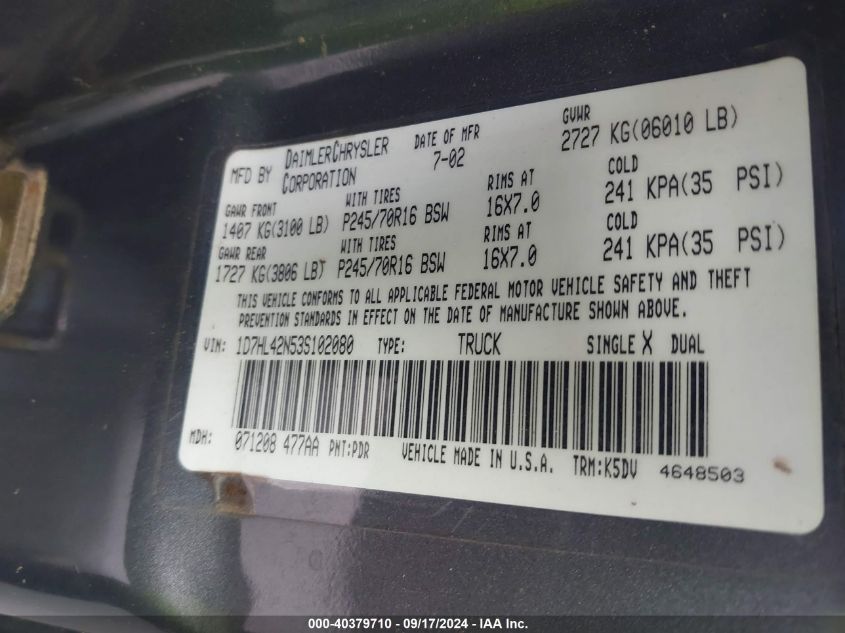 MFD BY DAIMLERCHRYSLER CORPORATION DATE OF MFR 7-02 GVWR 2727 KG(06010 LB)
GAWR FRONT WITH TIRES RIMS AT COLD
1407 KG(3100 LB) P245/70R16 BSW 16X7.0 241 KPA(35 PSI)
GAWR REAR WITH TIRES RIMS AT COLD
1727 KG(3806 LB) P245/70R16 BSW 16X7.0 241 KPA(35 PSI)
THIS VEHICLE CONFORMS TO ALL APPLICABLE FEDERAL MOTOR VEHICLE SAFETY AND THEFT
PREVENTION STANDARDS IN EFFECT ON THE DATE OF MANUFACTURE SHOWN ABOVE.
VIN: 1D7HL42N53S102080 TYPE: TRUCK SINGLE X DUAL
MDH: 071208 477AA PNT:PDR VEHICLE MADE IN U.S.A. TRM:K5DV 4648503
000-40379710 - 09/17/2024 - IAA Inc.